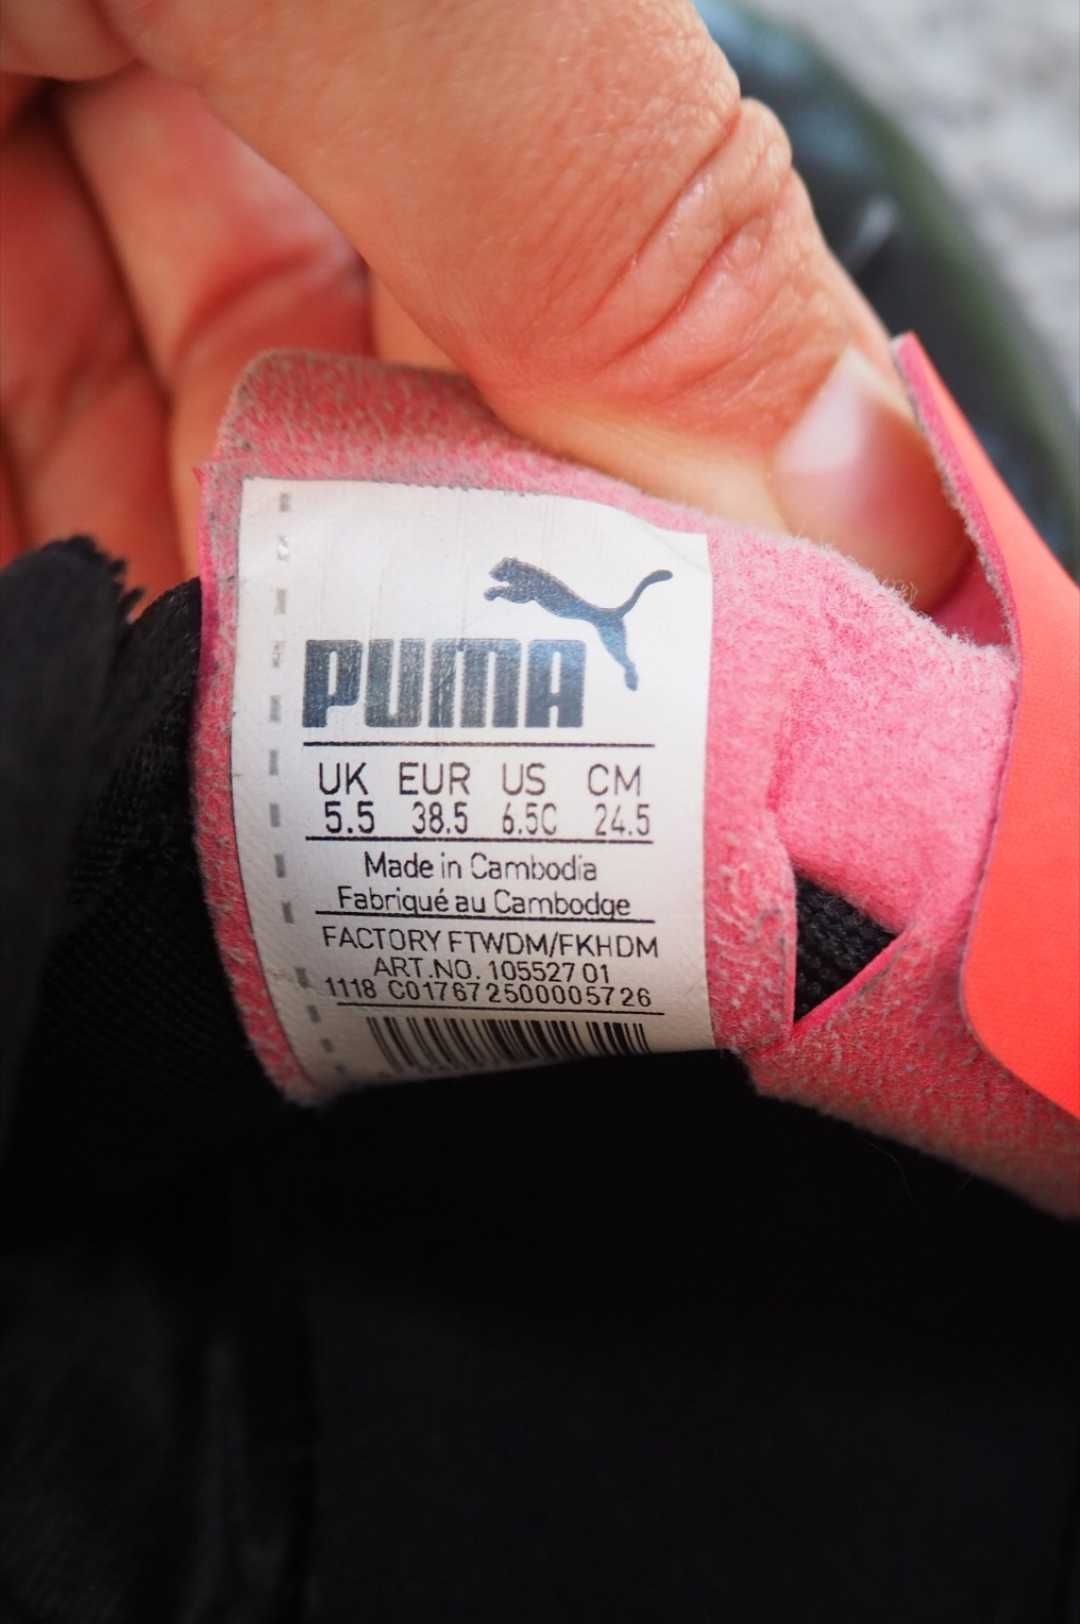 PUMA
UK EUR US CM
5.5 38.5 6.5C 24.5
Made in Cambodia
Fabriqué au Cambodge
FACTORY FTWDM/FKHDM
ART.NO. 105527 01
1118 C017672500005726